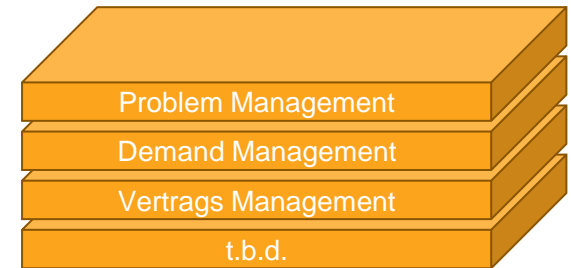 Problem Management
Demand Management
Vertrags Management
t.b.d.